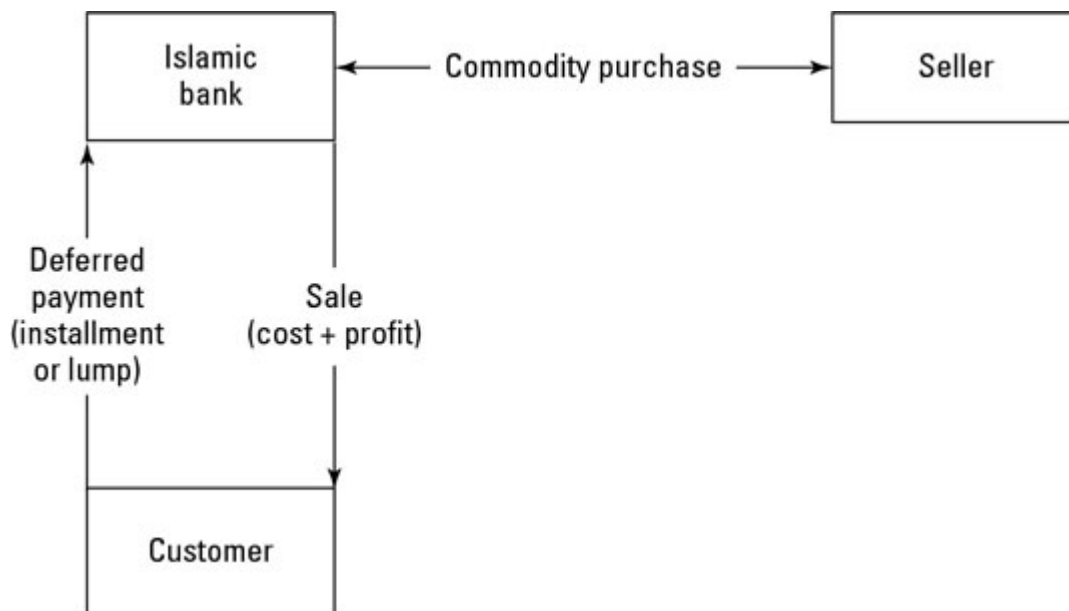 Islamic
bank
Commodity purchase
Seller
Deferred
payment
(installment
or lump)
Sale
(cost + profit)
Customer